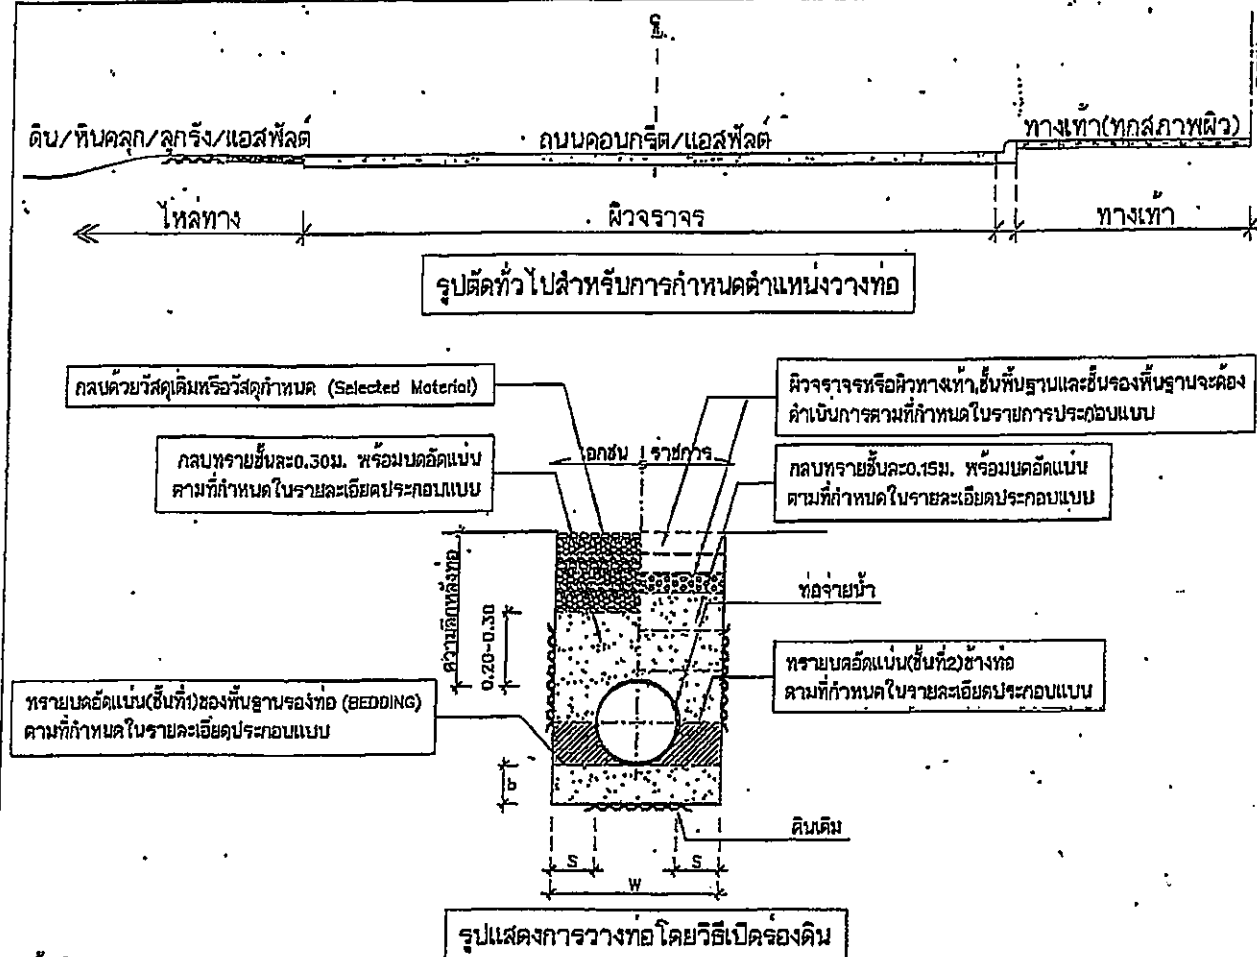 ℄
ดิน/หินคลุก/ลูกรัง/แอสฟัลต์
ถนนคอนกรีต/แอสฟัลต์
ทางเท้า(ทุกสภาพผิว)
ไหล่ทาง
ผิวจราจร
ทางเท้า
รูปตัดทั่วไปสำหรับการกำหนดตำแหน่งวางท่อ
กลบด้วยวัสดุเดิมหรือวัสดุกำหนด (Selected Material)
ผิวจราจรหรือผิวทางเท้า,ชั้นพื้นฐานและชั้นรองพื้นฐานจะต้อง
ดำเนินการตามที่กำหนดในรายการประกอบแบบ
กลบทรายชั้นละ0.30ม. พร้อมบดอัดแน่น
ตามที่กำหนดในรายละเอียดประกอบแบบ
เอกชน
ราชการ
กลบทรายชั้นละ0.15ม. พร้อมบดอัดแน่น
ตามที่กำหนดในรายละเอียดประกอบแบบ
ความลึกหลังท่อ
0.20-0.30
ท่อจ่ายน้ำ
ทรายบดอัดแน่น(ชั้นที่2)ข้างท่อ
ตามที่กำหนดในรายละเอียดประกอบแบบ
ทรายบดอัดแน่น(ชั้นที่1)ของพื้นฐานรองท่อ (BEDDING)
ตามที่กำหนดในรายละเอียดประกอบแบบ
b
ดินเดิม
S
S
W
รูปแสดงการวางท่อโดยวิธีเปิดร่องดิน